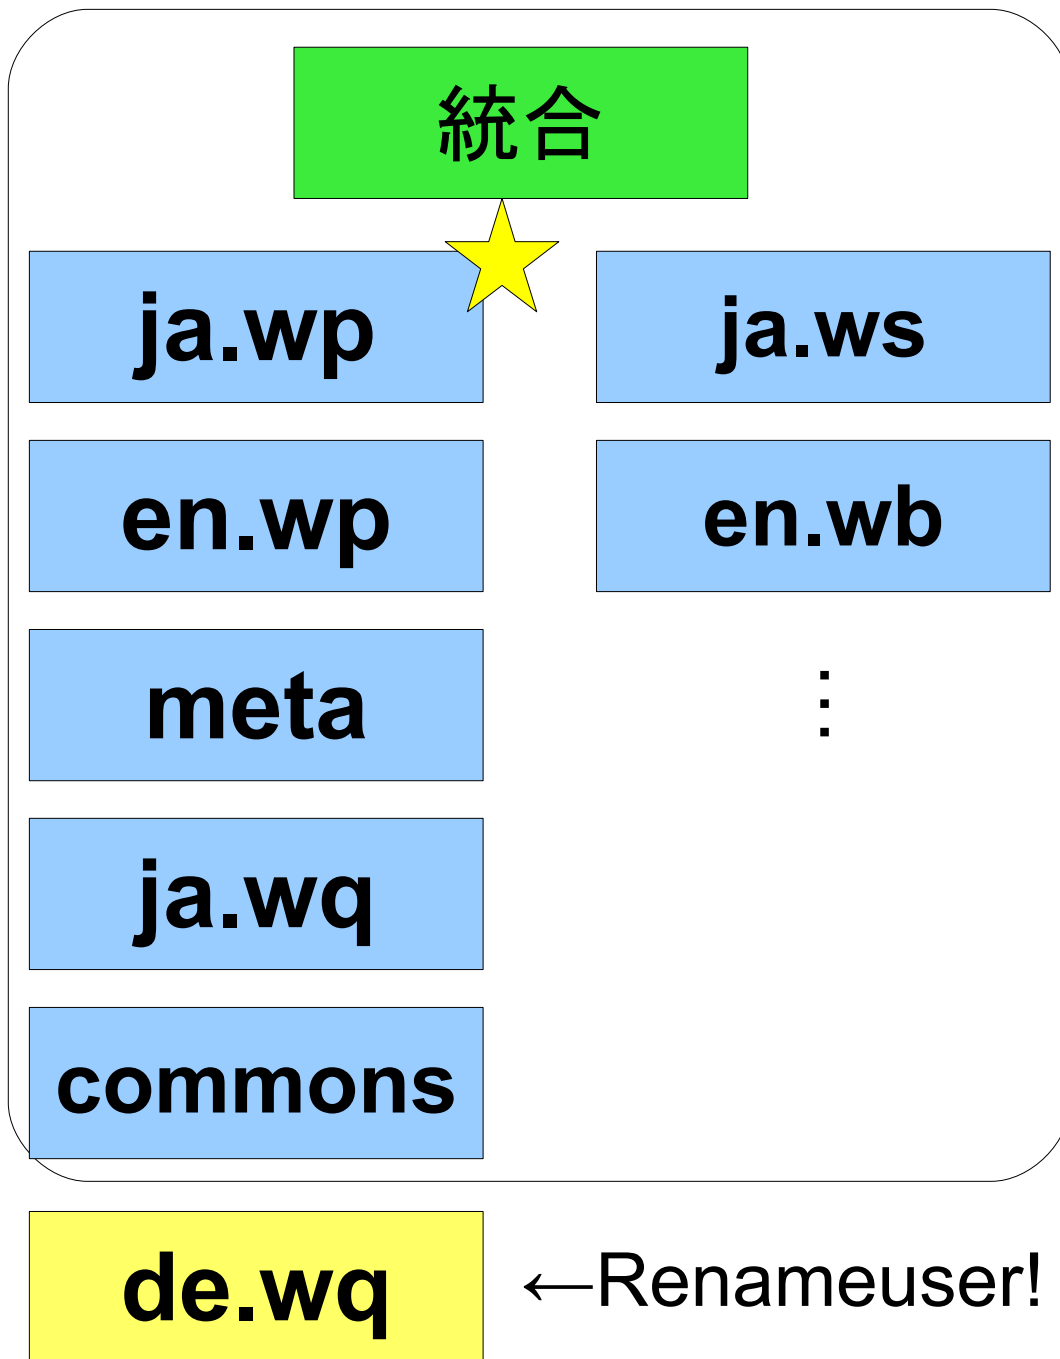 統合
ja.wp
ja.ws
en.wp
en.wb
meta
⋮
ja.wq
commons
de.wq
←Renameuser!